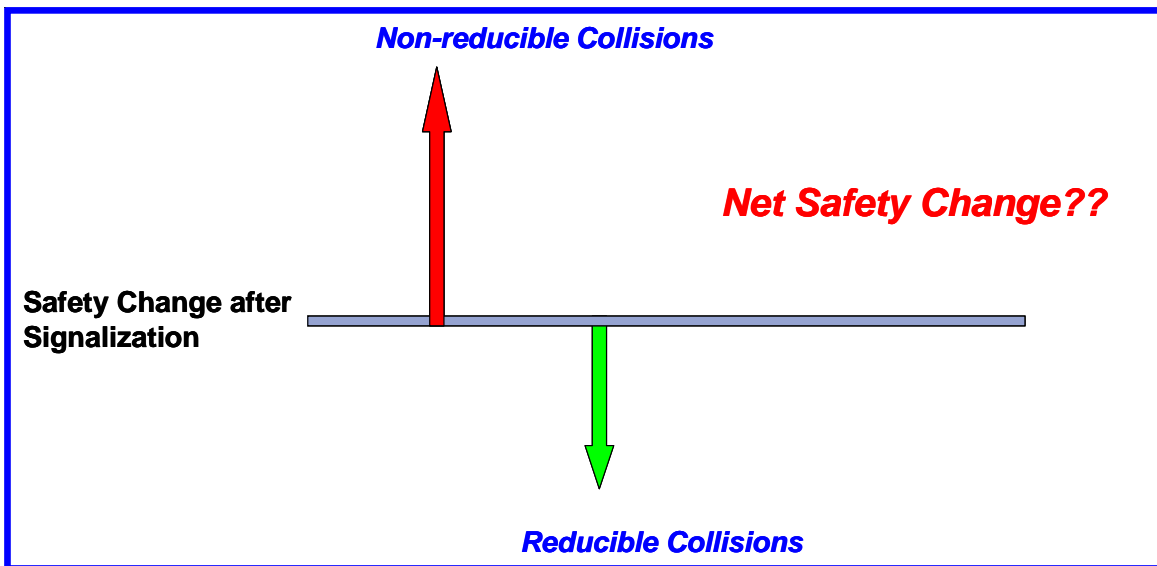 Non-reducible Collisions
Net Safety Change??
Safety Change after
Signalization
Reducible Collisions